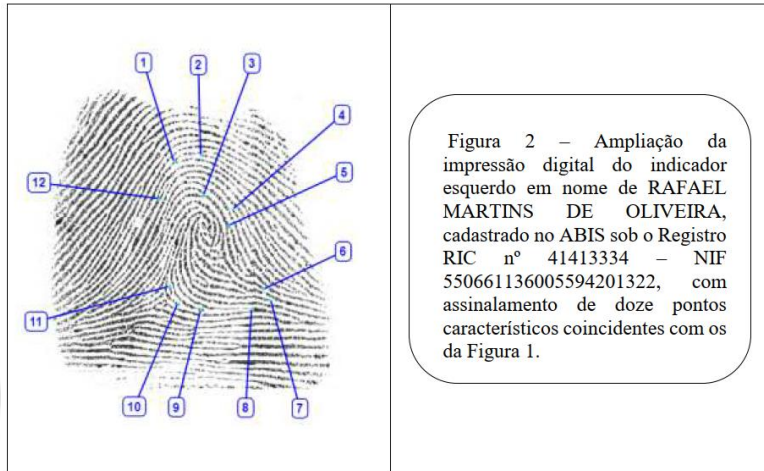 1
2
3
4
5
12
6
11
10
9
8
7
Figura 2 – Ampliação da
impressão digital do indicador
esquerdo em nome de RAFAEL
MARTINS DE OLIVEIRA,
cadastrado no ABIS sob o Registro
RIC nº 41413334 – NIF
550661136005594201322, com
assinalamento de doze pontos
característicos coincidentes com os
da Figura 1.